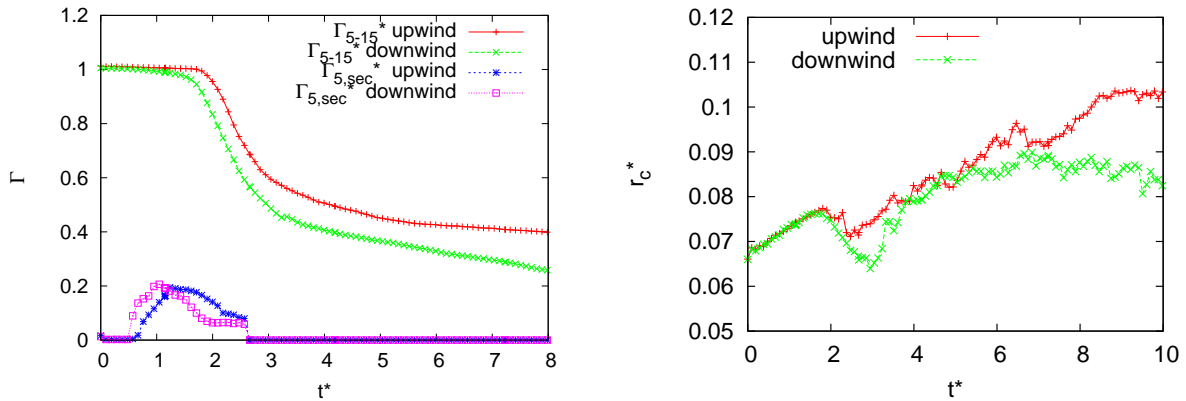 Γ5-15* upwind
Γ5-15* downwind
Γ5,sec* upwind
Γ5,sec* downwind
1.2
1
0.8
0.6
0.4
0.2
0
Γ
0 1 2 3 4 5 6 7 8
t*
upwind
downwind
0.12
0.11
0.1
0.09
0.08
0.07
0.06
0.05
rc*
0 2 4 6 8 10
t*